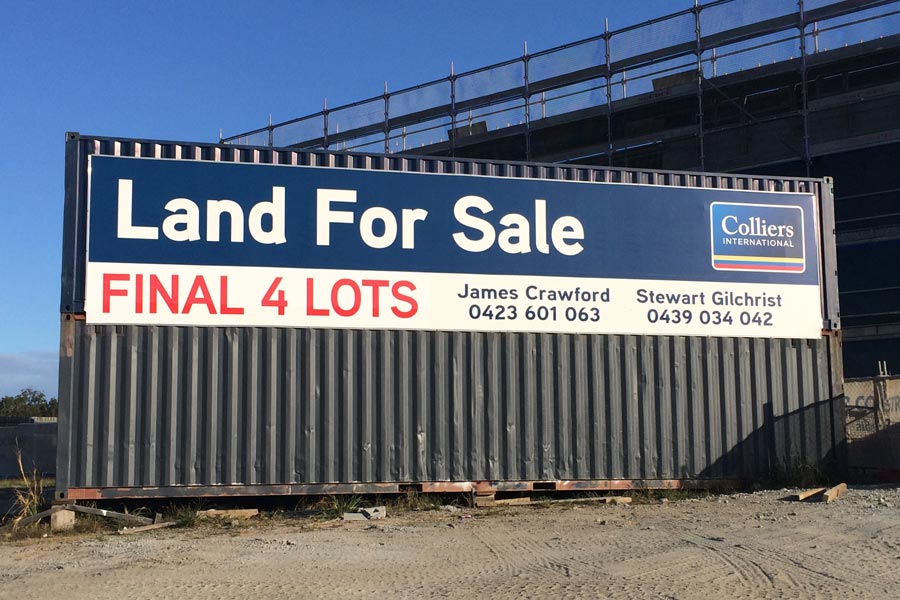 Land For Sale
Colliers
INTERNATIONAL
FINAL 4 LOTS
James Crawford
0423 601 063
Stewart Gilchrist
0439 034 042